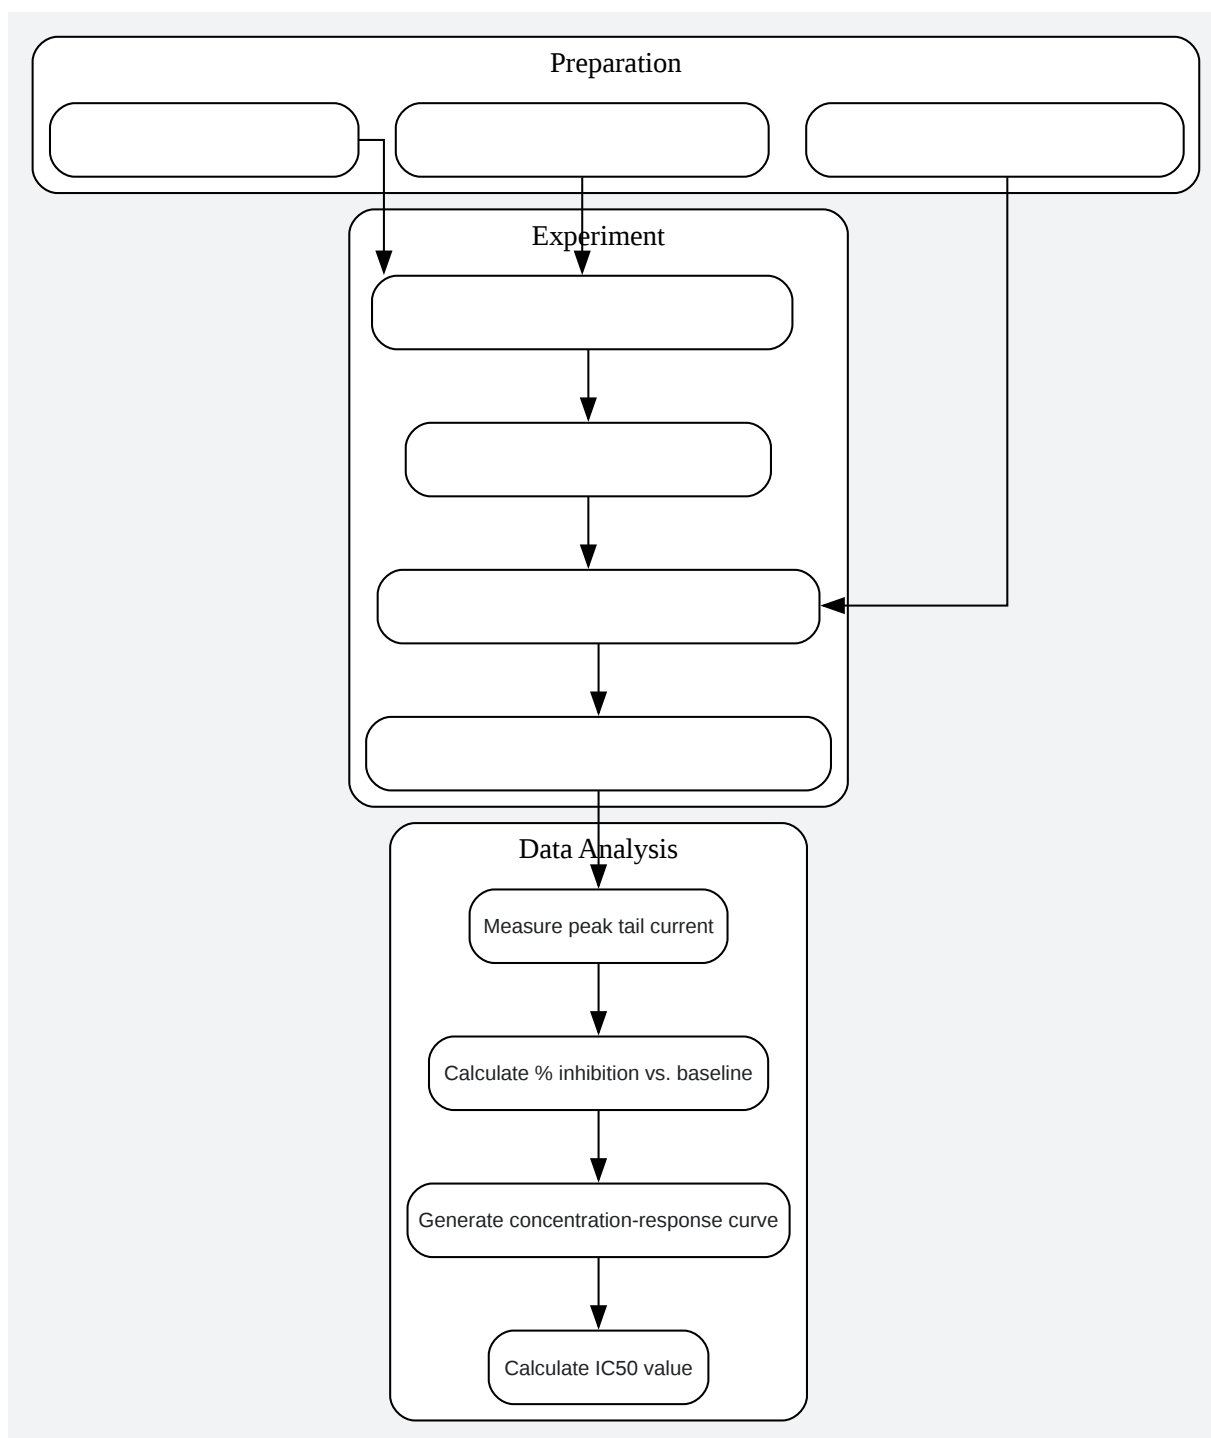 Preparation
Experiment
Data Analysis
Measure peak tail current
Calculate % inhibition vs. baseline
Generate concentration-response curve
Calculate IC50 value